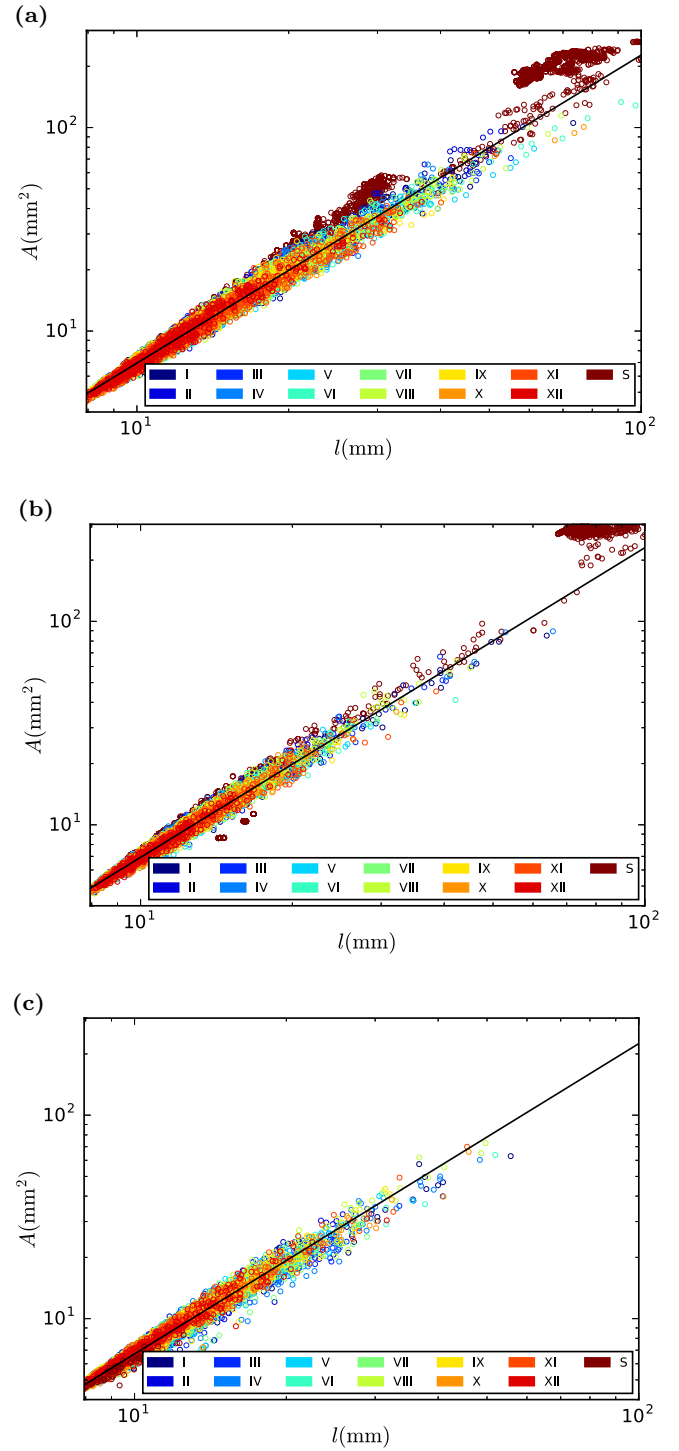 (a)
A(mm²)
10²
10¹
I III V VII IX XI S
II IV VI VIII X XII
10¹ 10²
l(mm)
(b)
A(mm²)
10²
10¹
I III V VII IX XI S
II IV VI VIII X XII
10¹ 10²
l(mm)
(c)
A(mm²)
10²
10¹
I III V VII IX XI S
II IV VI VIII X XII
10¹ 10²
l(mm)